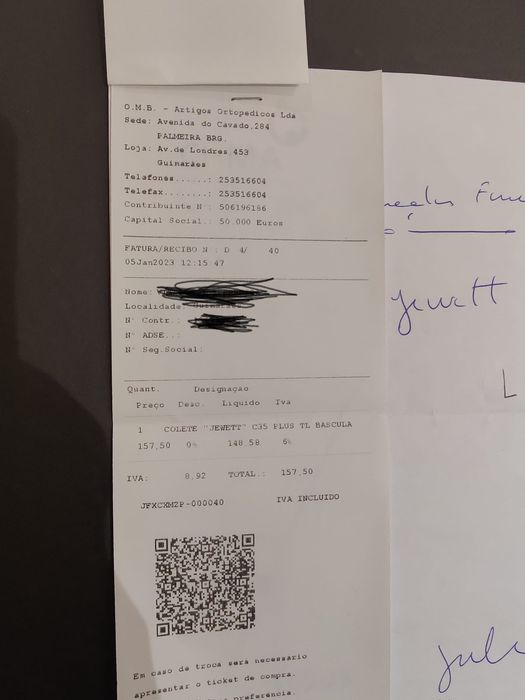 O.M.B. - Artigos Ortopedicos Lda
Sede: Avenida do Cavado,284
PALMEIRA BRG.
Loja: Av.de Londres 453
Guimarães
Telefones.....: 253516604
Telefax.......: 253516604
Contribuinte N : 506196186
Capital Social.: 50.000 Euros
FATURA/RECIBO N : D 4/ 40
05Jan2023 12:15 47
Nome:
Localidade:
Nº Contr.:
Nº ADSE..:
Nº Seg.Social:
Quant. Designação
Preço Desc. Liquido Iva
1 COLETE "JEWETT" C35 PLUS TL BASCULA
157,50 0% 148.58 6%
IVA: 8,92 TOTAL.: 157,50
JFXCXM2P-000040 IVA INCLUIDO
Em caso de troca será necessario
apresentar o ticket de compra.
preferência.
Jewett